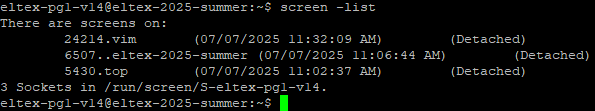 eltex-pg1-v14@eltex-2025-summer:~$ screen -list
There are screens on:
24214.vim (07/07/2025 11:32:09 AM) (Detached)
6507..eltex-2025-summer (07/07/2025 11:06:44 AM) (Detached)
5430.top (07/07/2025 11:02:37 AM) (Detached)
3 Sockets in /run/screen/S-eltex-pg1-v14.
eltex-pg1-v14@eltex-2025-summer:~$